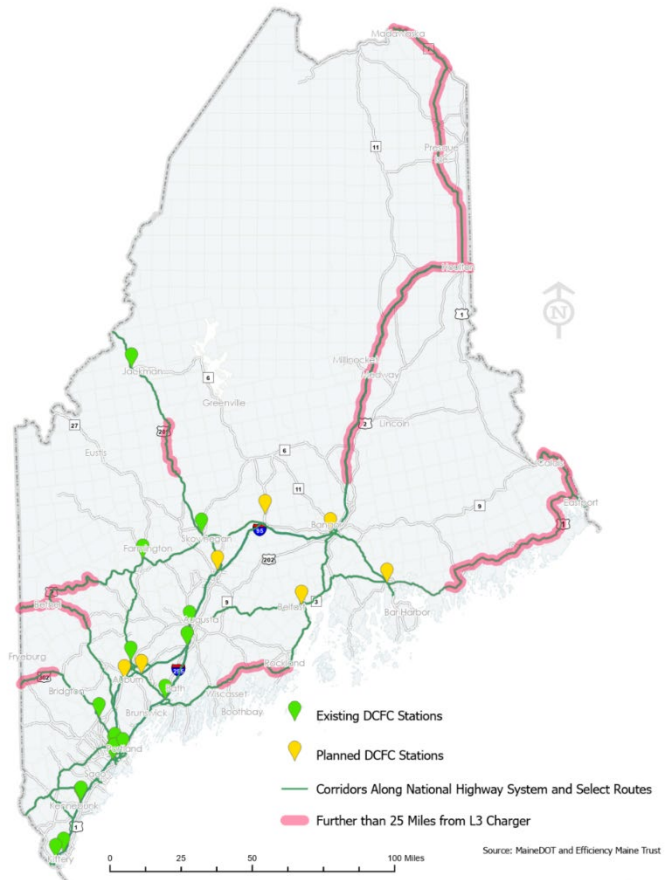 Madawaska
1
11
Presque
Isle
Houlton
1
N
Jackman
6
Millinocket
Medway
Greenville
27
201
2
Lincoln
Eustis
6
11
Calais
9
Eastport
1
Skowhegan
Bangor
95
Farmington
202
2
Bethel
9
Belfast
3
Augusta
Bar Harbor
Fryeburg
302
Auburn
295
Rockland
Bridgton
Bath
Wiscasset
Brunswick
Boothbay
Portland
Saco
Kennebunk
1
Kittery
Existing DCFC Stations
Planned DCFC Stations
Corridors Along National Highway System and Select Routes
Further than 25 Miles from L3 Charger
Source: MaineDOT and Efficiency Maine Trust
0 25 50 100 Miles